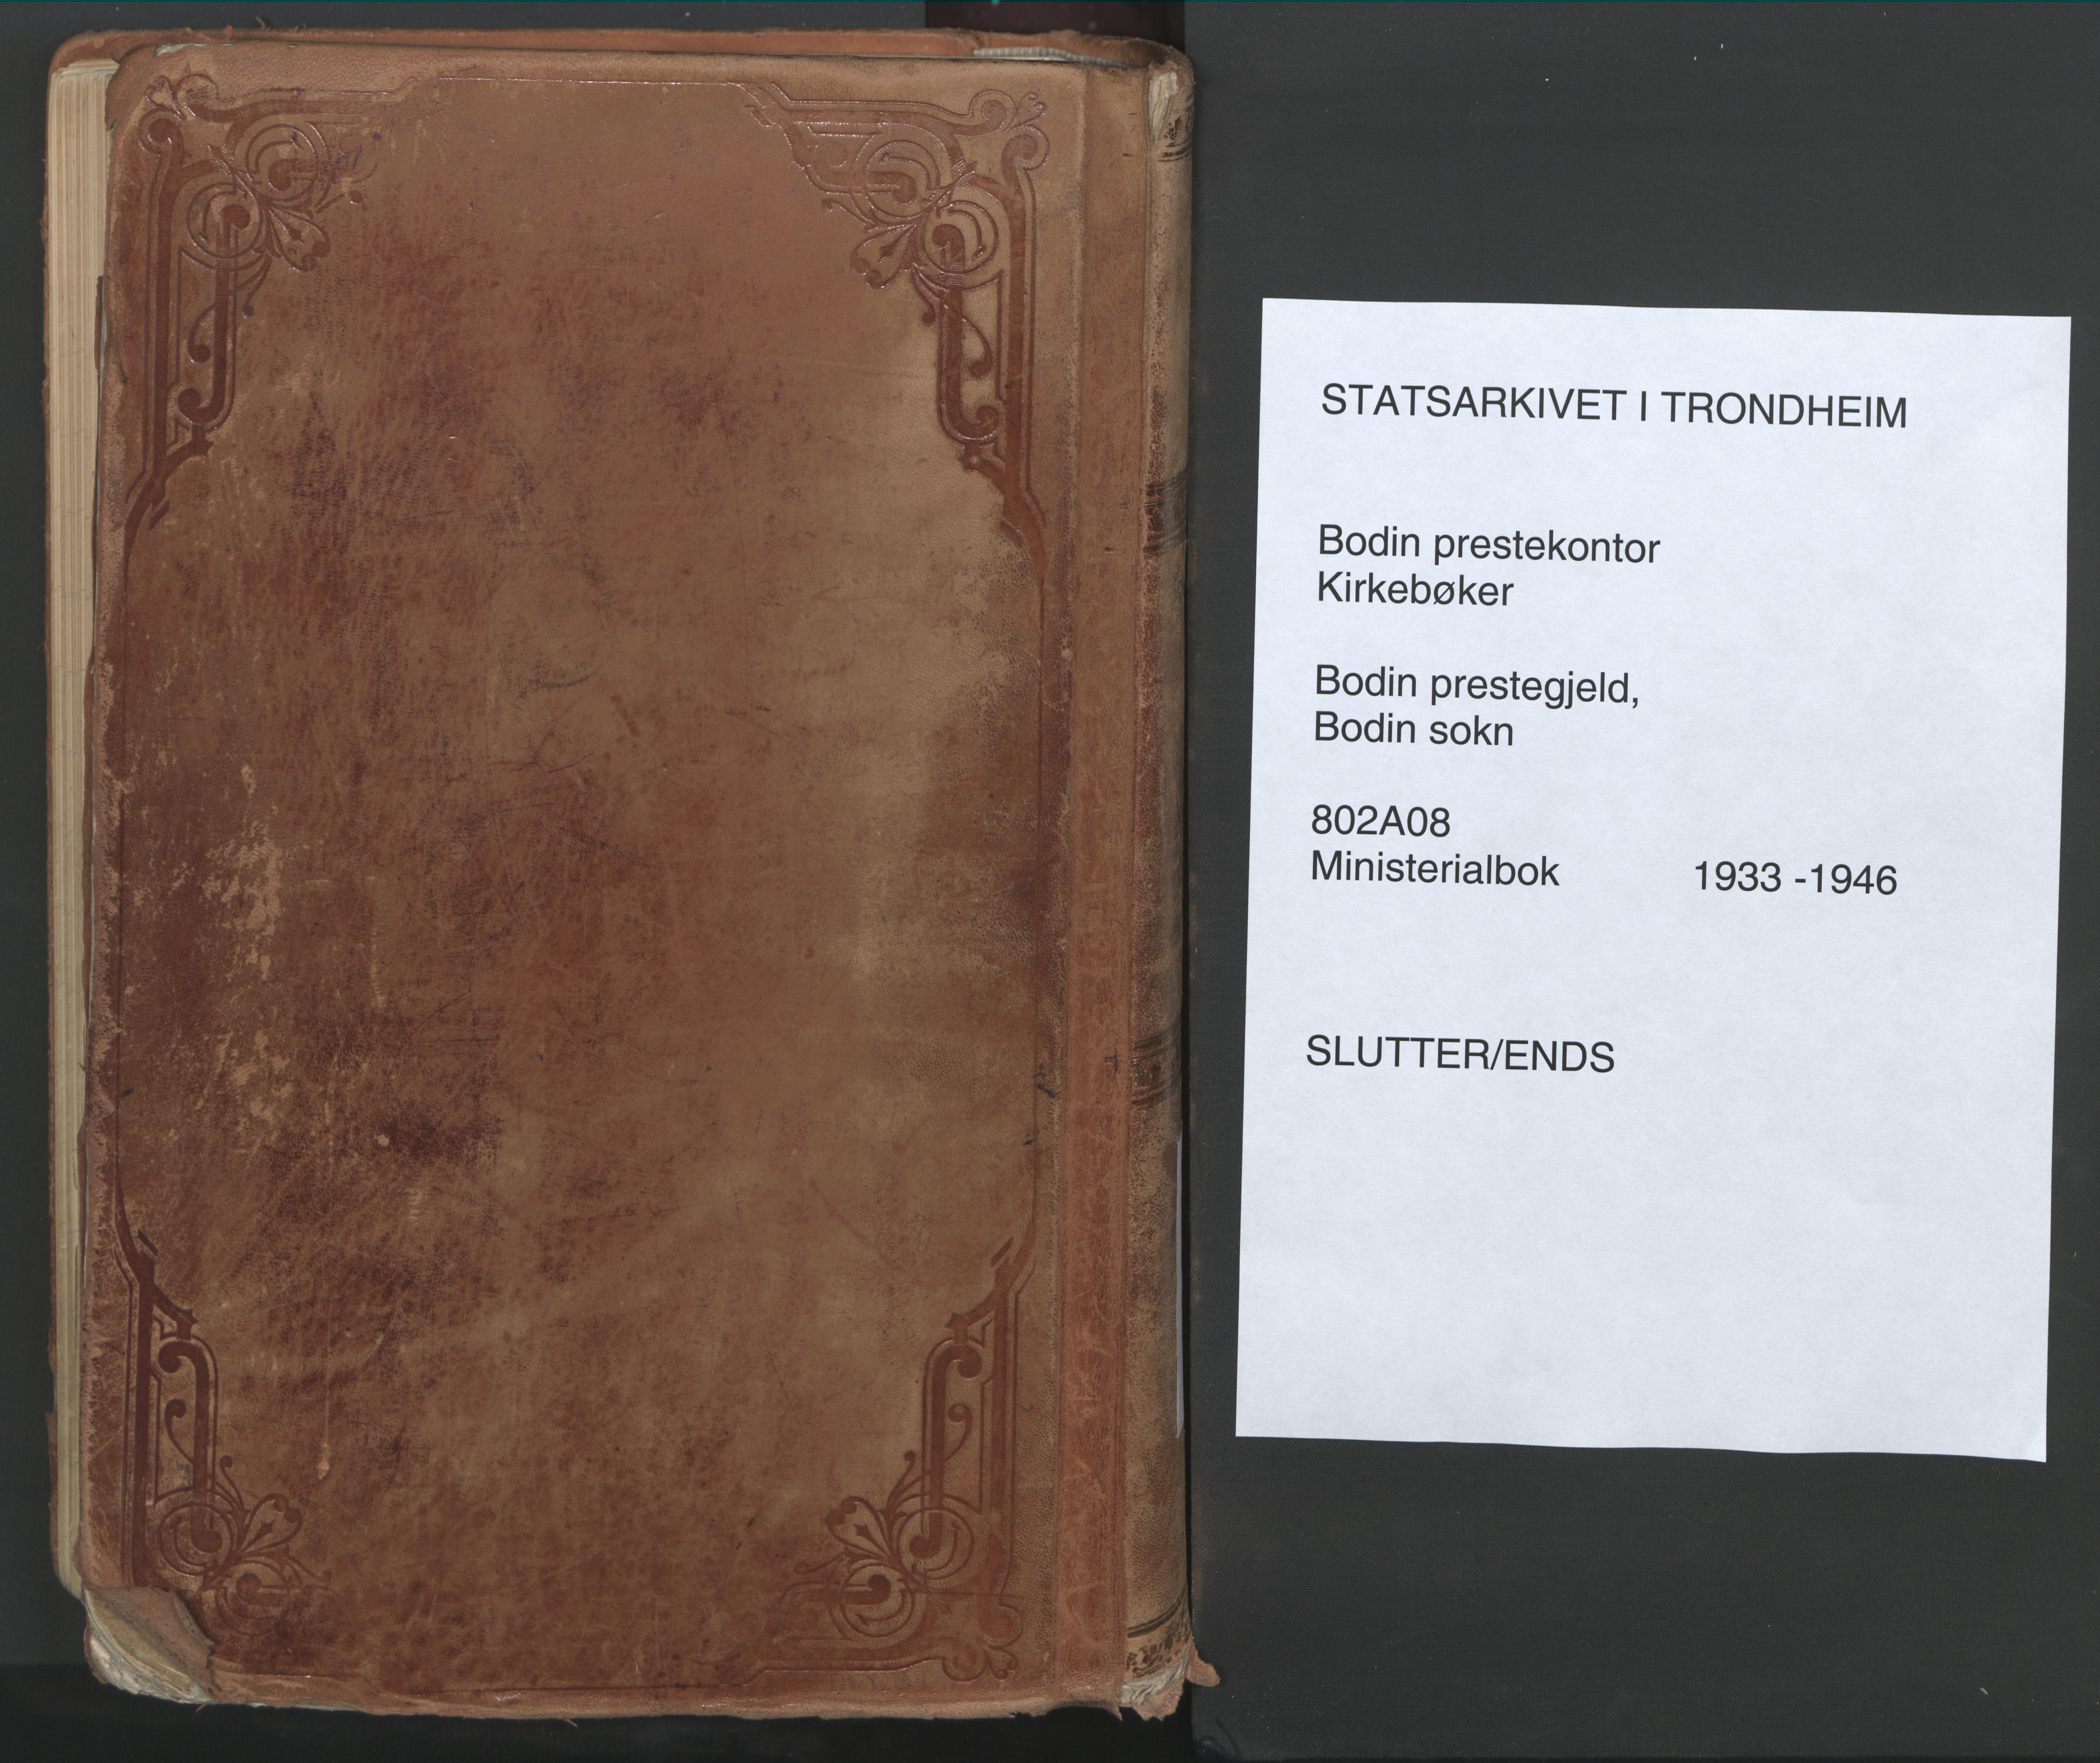 STATSARKIVET I TRONDHEIM
Bodin prestekontor
Kirkebøker
Bodin prestegjeld,
Bodin sokn
802A08
Ministerialbok 1933 -1946
SLUTTER/ENDS